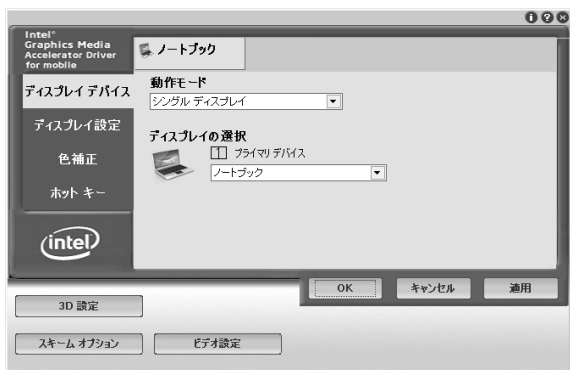 Intel®
Graphics Media
Accelerator Driver
for mobile
ノートブック
ディスプレイ デバイス
ディスプレイ設定
色補正
ホット キー
intel
動作モード
シングル ディスプレイ
ディスプレイの選択
1 プライマリ デバイス
ノートブック
OK
キャンセル
適用
3D 設定
スキーム オプション
ビデオ設定